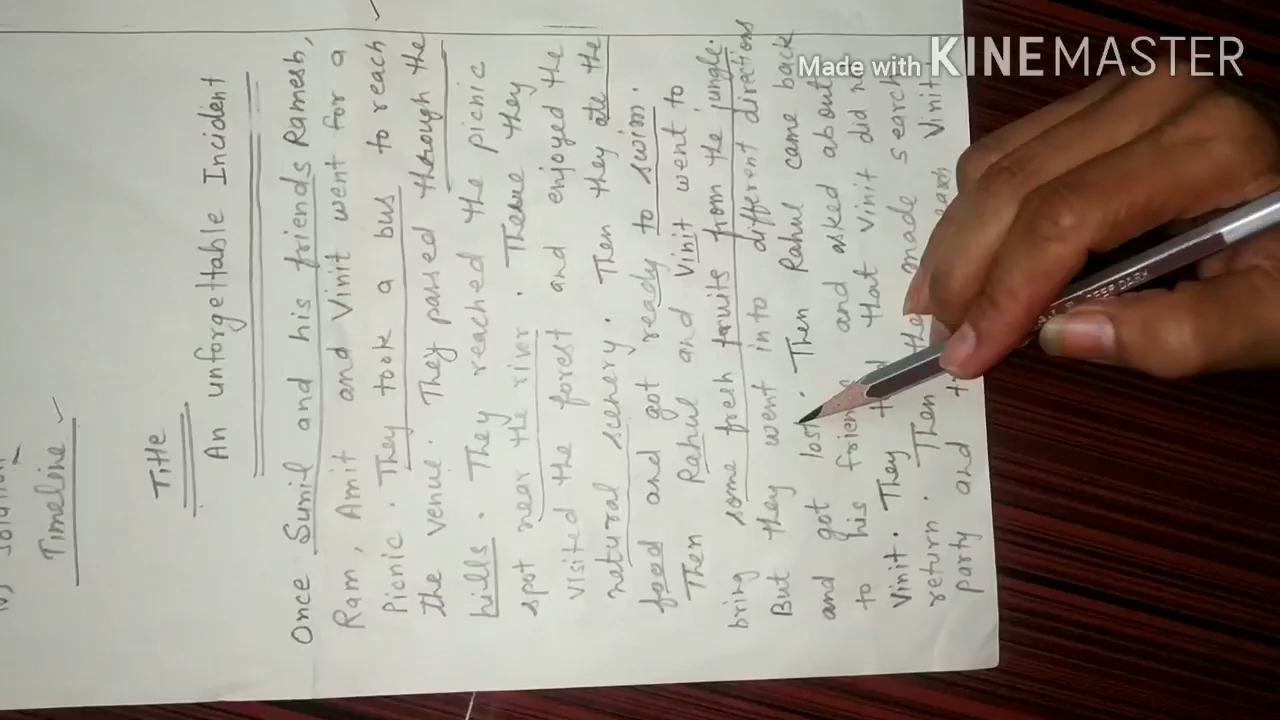 Timeline
Title
An unforgettable Incident
Once Sunil and his friends Ramesh,
Ram, Amit and Vinit went for a
Picnic. They took a bus to reach
the venue. They passed through the
hills. They reached the picnic
spot near the river. There they
visited the forest and enjoyed the
natural scenery. Then they ate the
food and got ready to swim.
Then Rahul and Vinit went to
bring some fresh fruits from the jungle.
But they went into different directions
and got lost. Then Rahul came back
to his and asked about
Vinit. They that Vinit did
return. Then made search
party and Vinit
Made with KINEMASTER
DEEP DARK